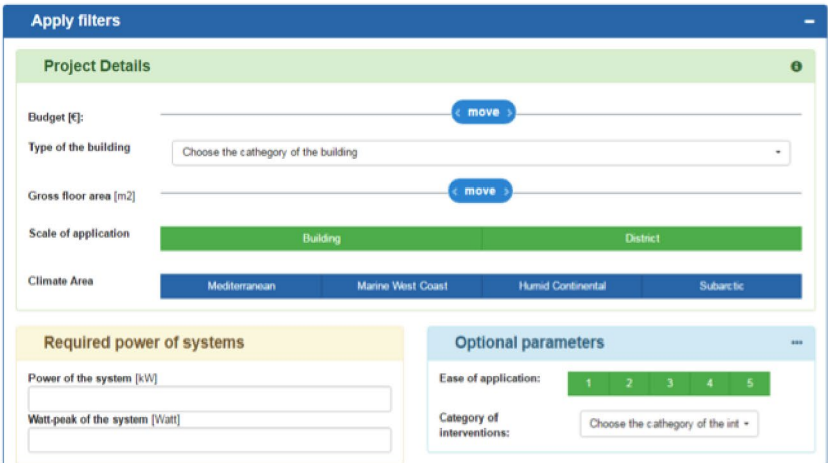 Apply filters
Project Details
Budget [€]:
< move >
Type of the building
Choose the cathegory of the building
Gross floor area [m2]
< move >
Scale of application
Building District
Climate Area
Mediterranean Marine West Coast Humid Continental Subarctic
Required power of systems
Power of the system [kW]
Watt-peak of the system [Watt]
Optional parameters
Ease of application:
1 2 3 4 5
Category of
interventions:
Choose the cathegory of the int